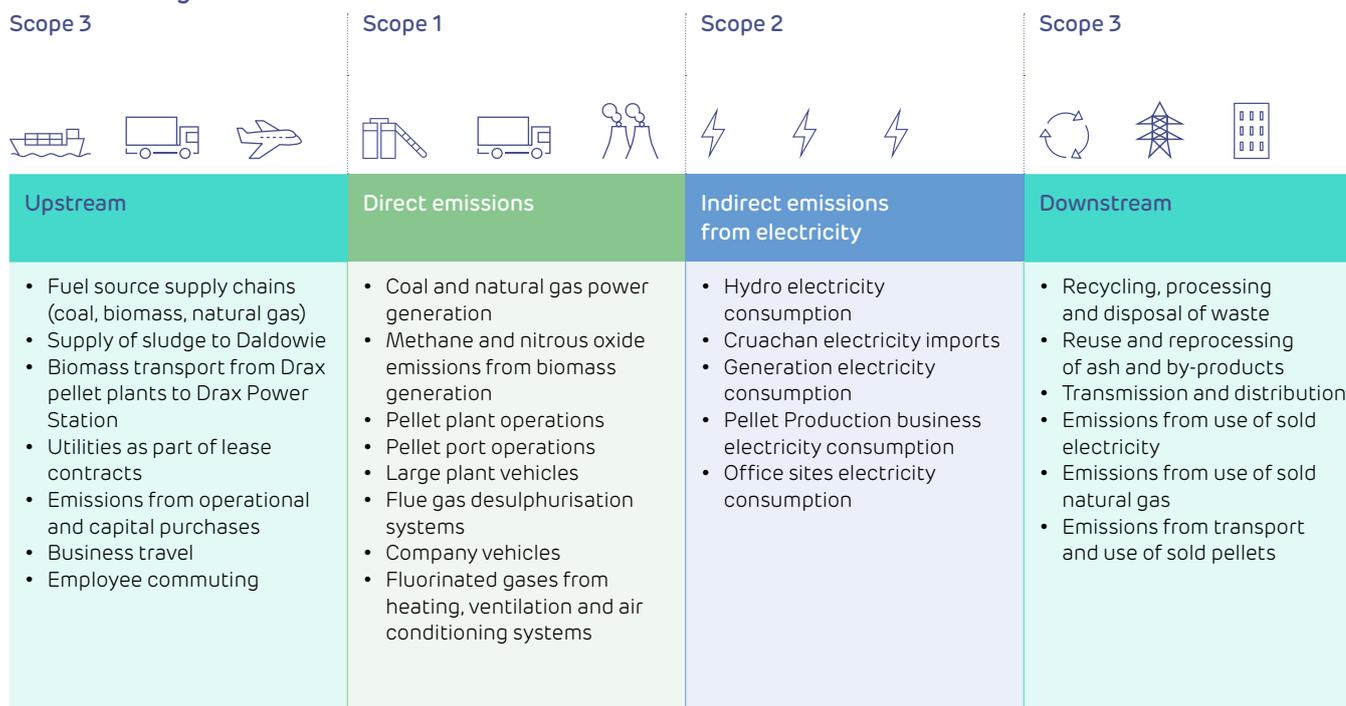 Scope 3
Upstream
• Fuel source supply chains
(coal, biomass, natural gas)
• Supply of sludge to Daldowie
• Biomass transport from Drax
pellet plants to Drax Power
Station
• Utilities as part of lease
contracts
• Emissions from operational
and capital purchases
• Business travel
• Employee commuting
Scope 1
Direct emissions
• Coal and natural gas power
generation
• Methane and nitrous oxide
emissions from biomass
generation
• Pellet plant operations
• Pellet port operations
• Large plant vehicles
• Flue gas desulphurisation
systems
• Company vehicles
• Fluorinated gases from
heating, ventilation and air
conditioning systems
Scope 2
Indirect emissions
from electricity
• Hydro electricity
consumption
• Cruachan electricity imports
• Generation electricity
consumption
• Pellet Production business
electricity consumption
• Office sites electricity
consumption
Scope 3
Downstream
• Recycling, processing
and disposal of waste
• Reuse and reprocessing
of ash and by-products
• Transmission and distribution
• Emissions from use of sold
electricity
• Emissions from use of sold
natural gas
• Emissions from transport
and use of sold pellets